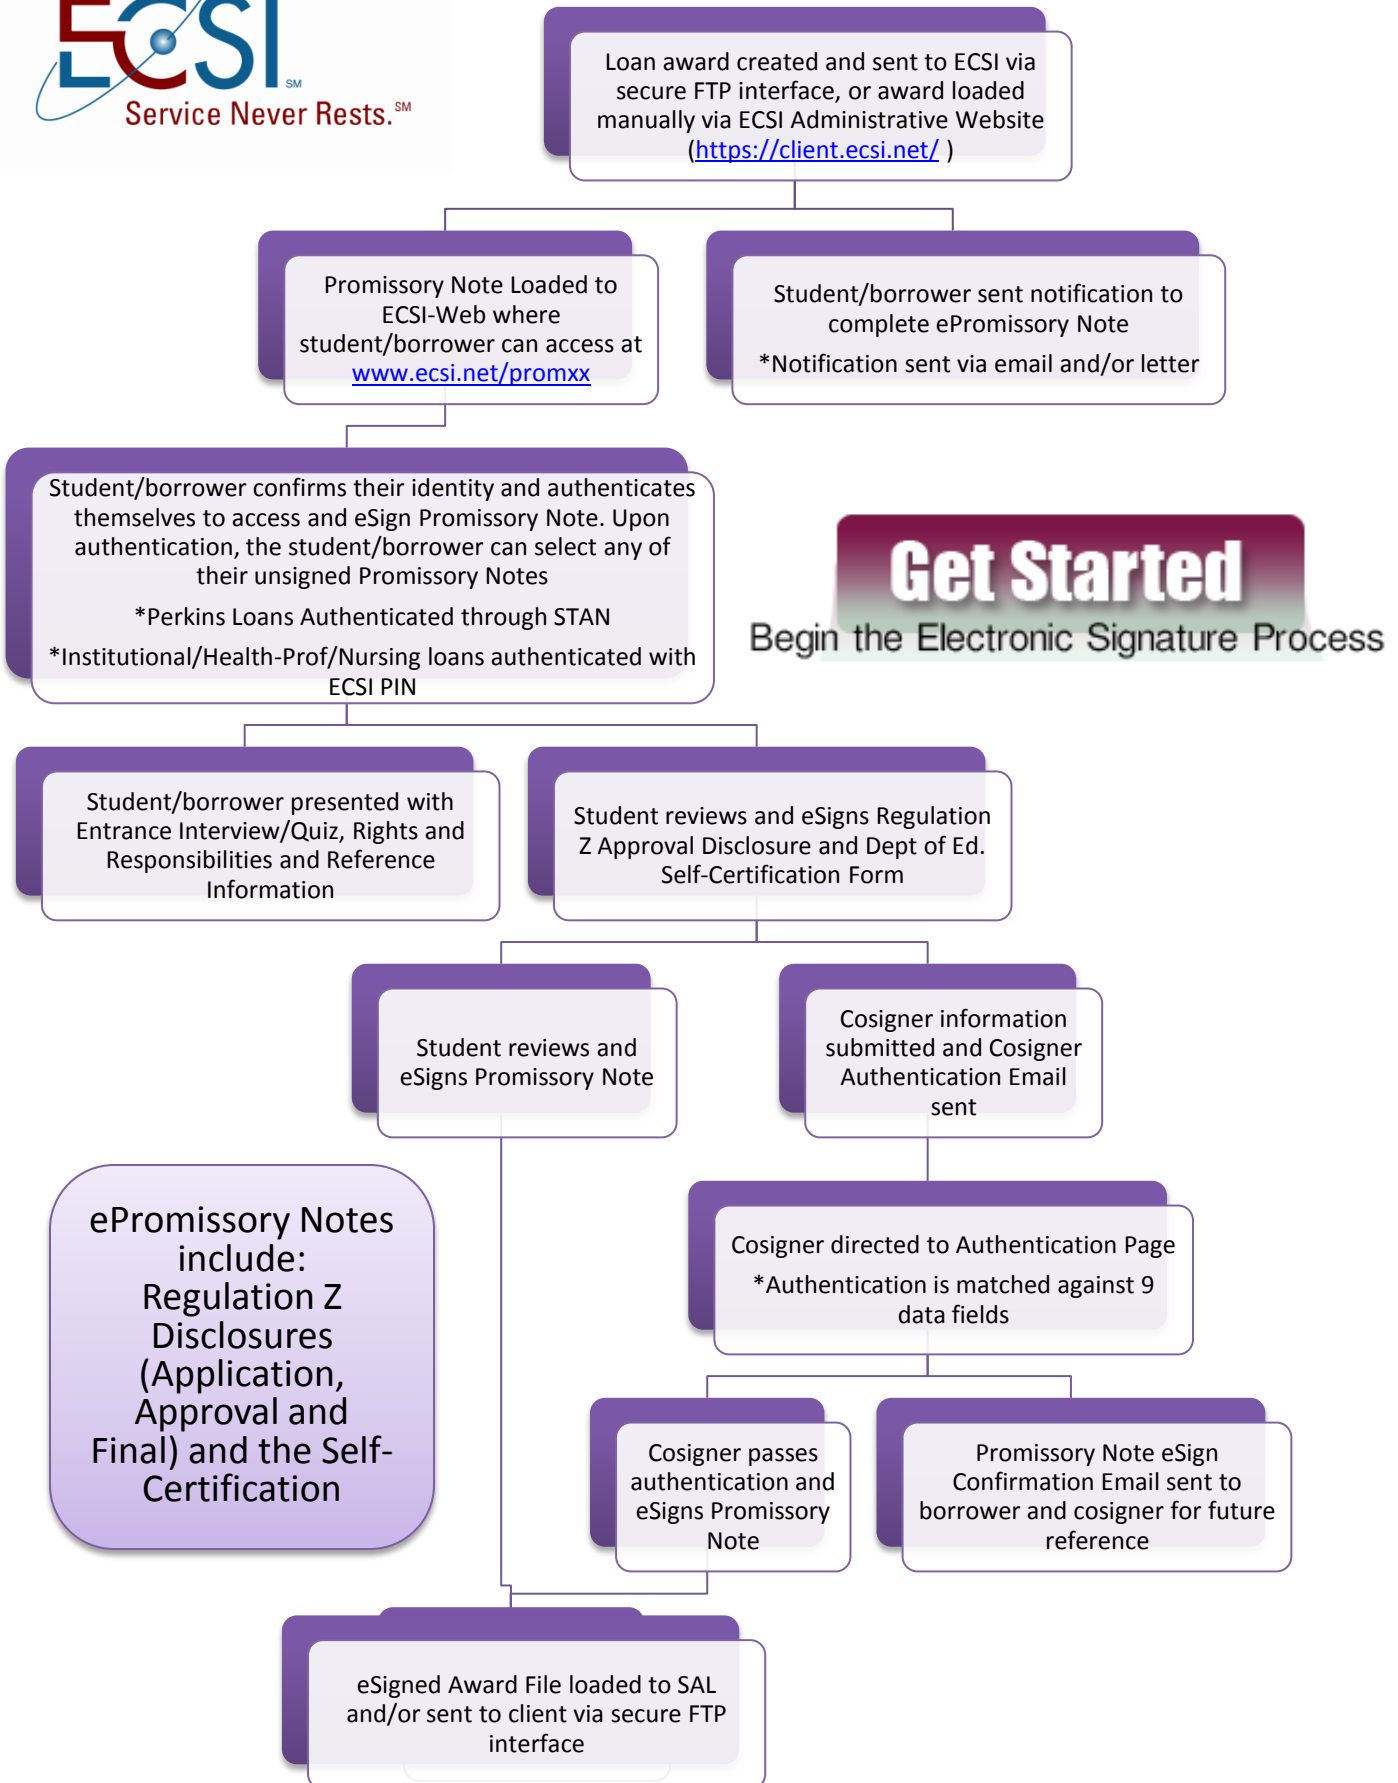 ECSI SM
Service Never Rests.SM
Loan award created and sent to ECSI via
secure FTP interface, or award loaded
manually via ECSI Administrative Website
(https://client.ecsi.net/ )
Promissory Note Loaded to
ECSI-Web where
student/borrower can access at
www.ecsi.net/promxx
Student/borrower sent notification to
complete ePromissory Note
*Notification sent via email and/or letter
Student/borrower confirms their identity and authenticates
themselves to access and eSign Promissory Note. Upon
authentication, the student/borrower can select any of
their unsigned Promissory Notes
*Perkins Loans Authenticated through STAN
*Institutional/Health-Prof/Nursing loans authenticated with
ECSI PIN
Get Started
Begin the Electronic Signature Process
Student/borrower presented with
Entrance Interview/Quiz, Rights and
Responsibilities and Reference
Information
Student reviews and eSigns Regulation
Z Approval Disclosure and Dept of Ed.
Self-Certification Form
Student reviews and
eSigns Promissory Note
Cosigner information
submitted and Cosigner
Authentication Email
sent
Cosigner directed to Authentication Page
*Authentication is matched against 9
data fields
ePromissory Notes
include:
Regulation Z
Disclosures
(Application,
Approval and
Final) and the Self-
Certification
Cosigner passes
authentication and
eSigns Promissory
Note
Promissory Note eSign
Confirmation Email sent to
borrower and cosigner for future
reference
eSigned Award File loaded to SAL
and/or sent to client via secure FTP
interface